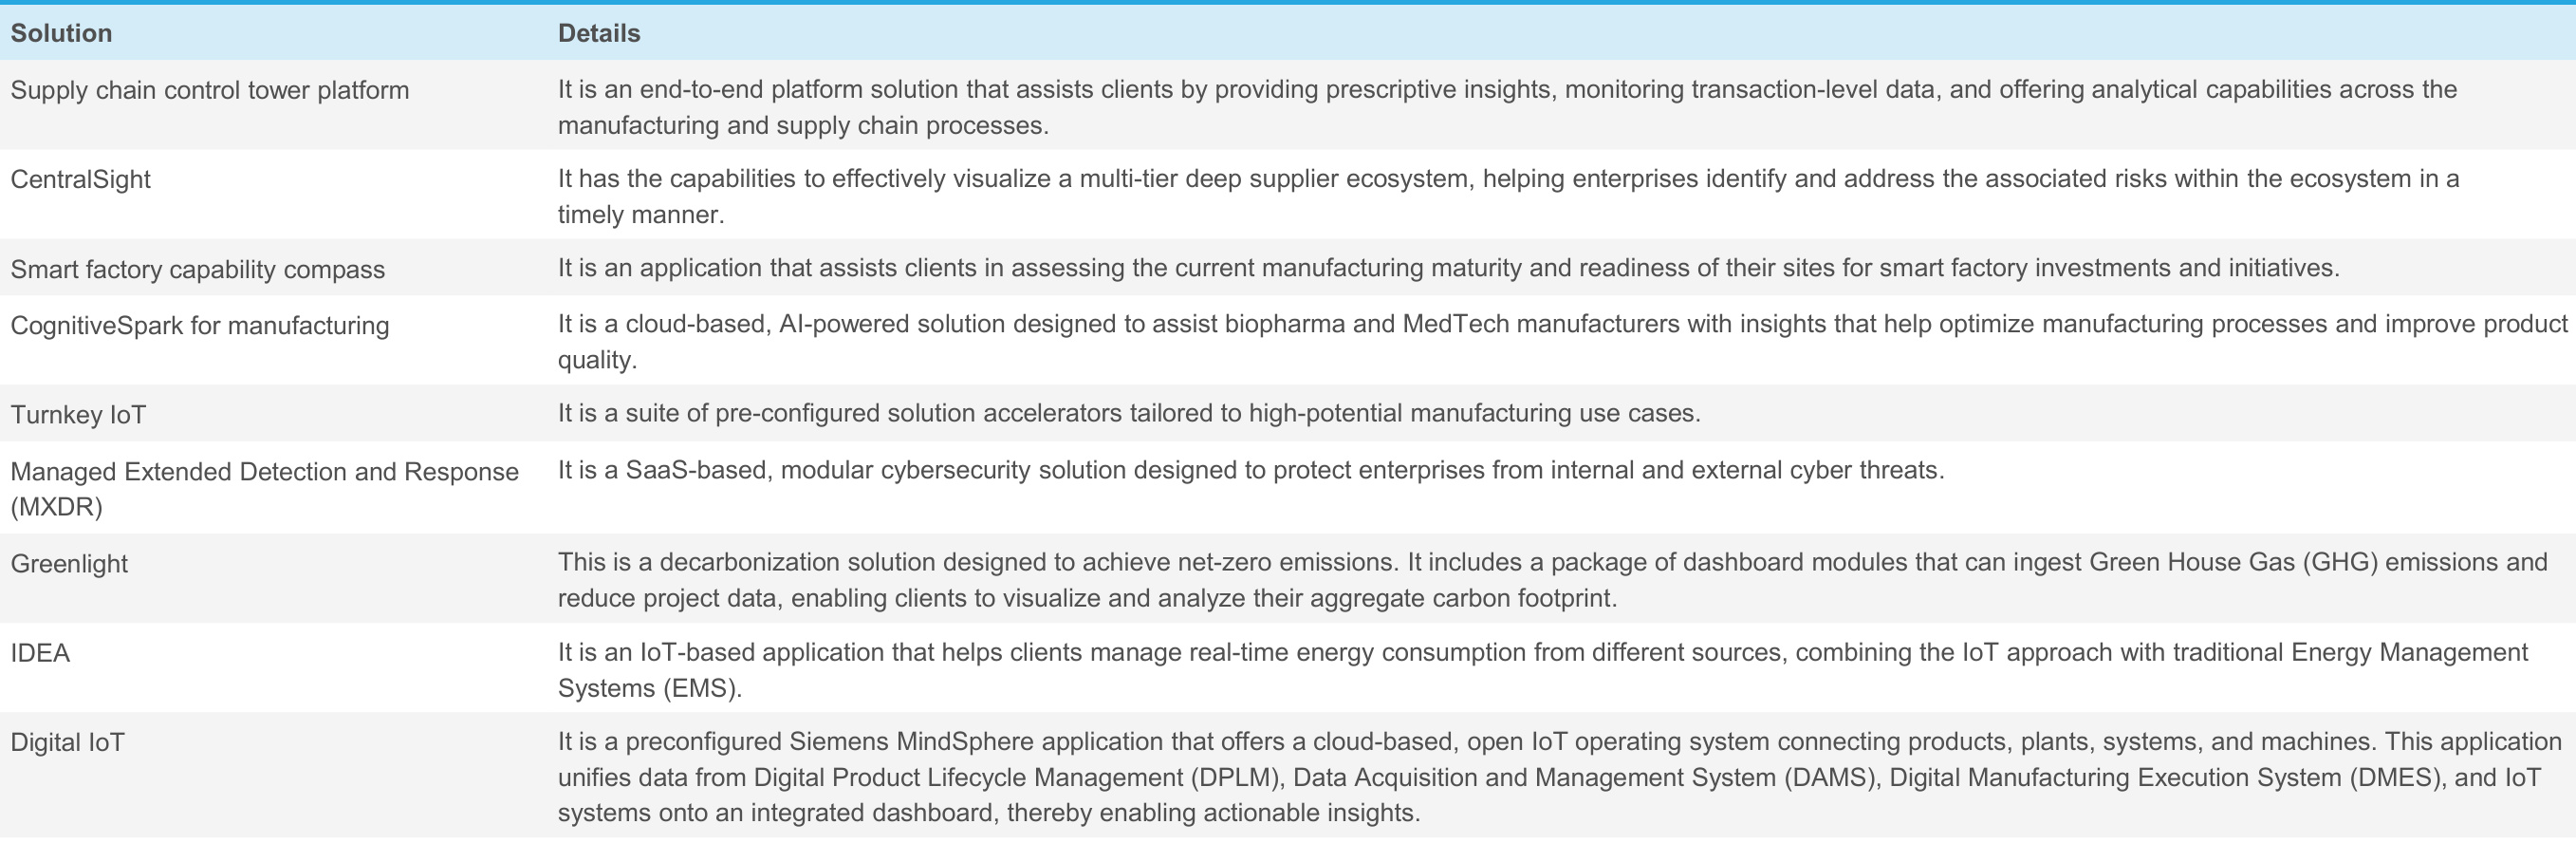 Solution Details
Supply chain control tower platform It is an end-to-end platform solution that assists clients by providing prescriptive insights, monitoring transaction-level data, and offering analytical capabilities across the
manufacturing and supply chain processes.
CentralSight It has the capabilities to effectively visualize a multi-tier deep supplier ecosystem, helping enterprises identify and address the associated risks within the ecosystem in a
timely manner.
Smart factory capability compass It is an application that assists clients in assessing the current manufacturing maturity and readiness of their sites for smart factory investments and initiatives.
CognitiveSpark for manufacturing It is a cloud-based, AI-powered solution designed to assist biopharma and MedTech manufacturers with insights that help optimize manufacturing processes and improve product
quality.
Turnkey IoT It is a suite of pre-configured solution accelerators tailored to high-potential manufacturing use cases.
Managed Extended Detection and Response It is a SaaS-based, modular cybersecurity solution designed to protect enterprises from internal and external cyber threats.
(MXDR)
Greenlight This is a decarbonization solution designed to achieve net-zero emissions. It includes a package of dashboard modules that can ingest Green House Gas (GHG) emissions and
reduce project data, enabling clients to visualize and analyze their aggregate carbon footprint.
IDEA It is an IoT-based application that helps clients manage real-time energy consumption from different sources, combining the IoT approach with traditional Energy Management
Systems (EMS).
Digital IoT It is a preconfigured Siemens MindSphere application that offers a cloud-based, open IoT operating system connecting products, plants, systems, and machines. This application
unifies data from Digital Product Lifecycle Management (DPLM), Data Acquisition and Management System (DAMS), Digital Manufacturing Execution System (DMES), and IoT
systems onto an integrated dashboard, thereby enabling actionable insights.